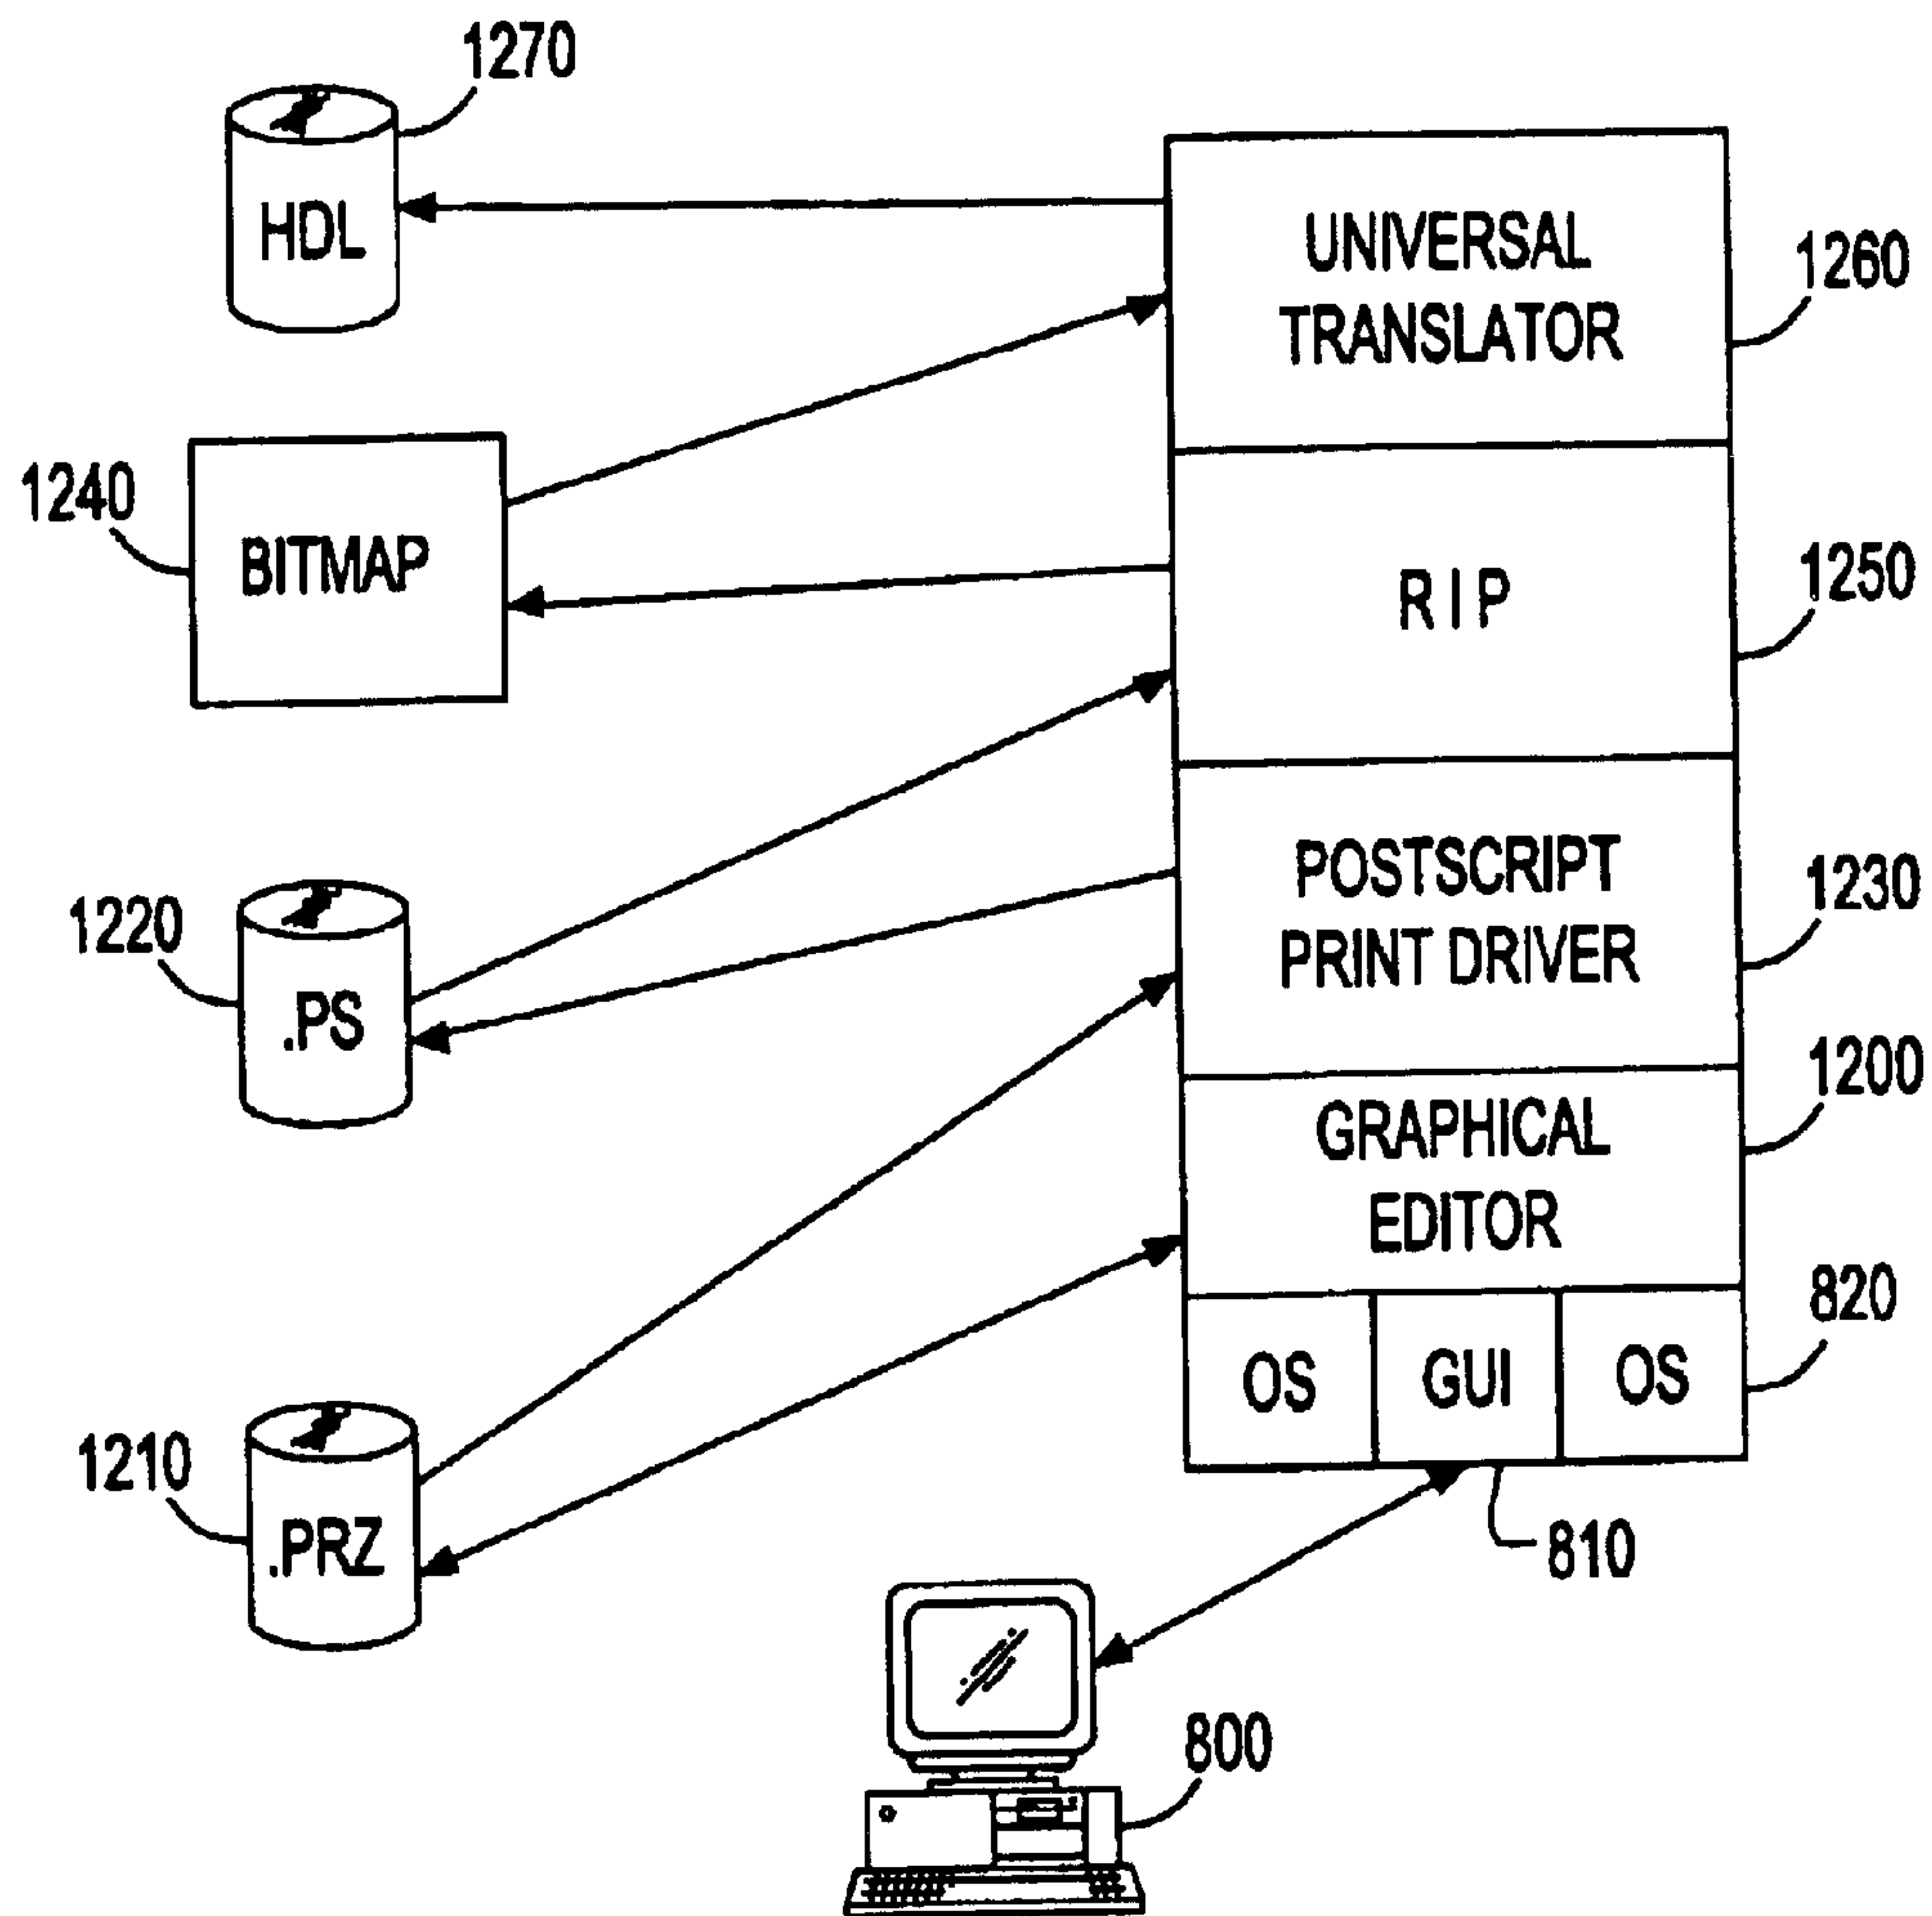 1270
HDL
UNIVERSAL
TRANSLATOR
1260
1240
BITMAP
RIP
1250
POSTSCRIPT
PRINT DRIVER
1230
1220
.PS
GRAPHICAL
EDITOR
1200
OS
GUI
OS
820
1210
.PRZ
810
800